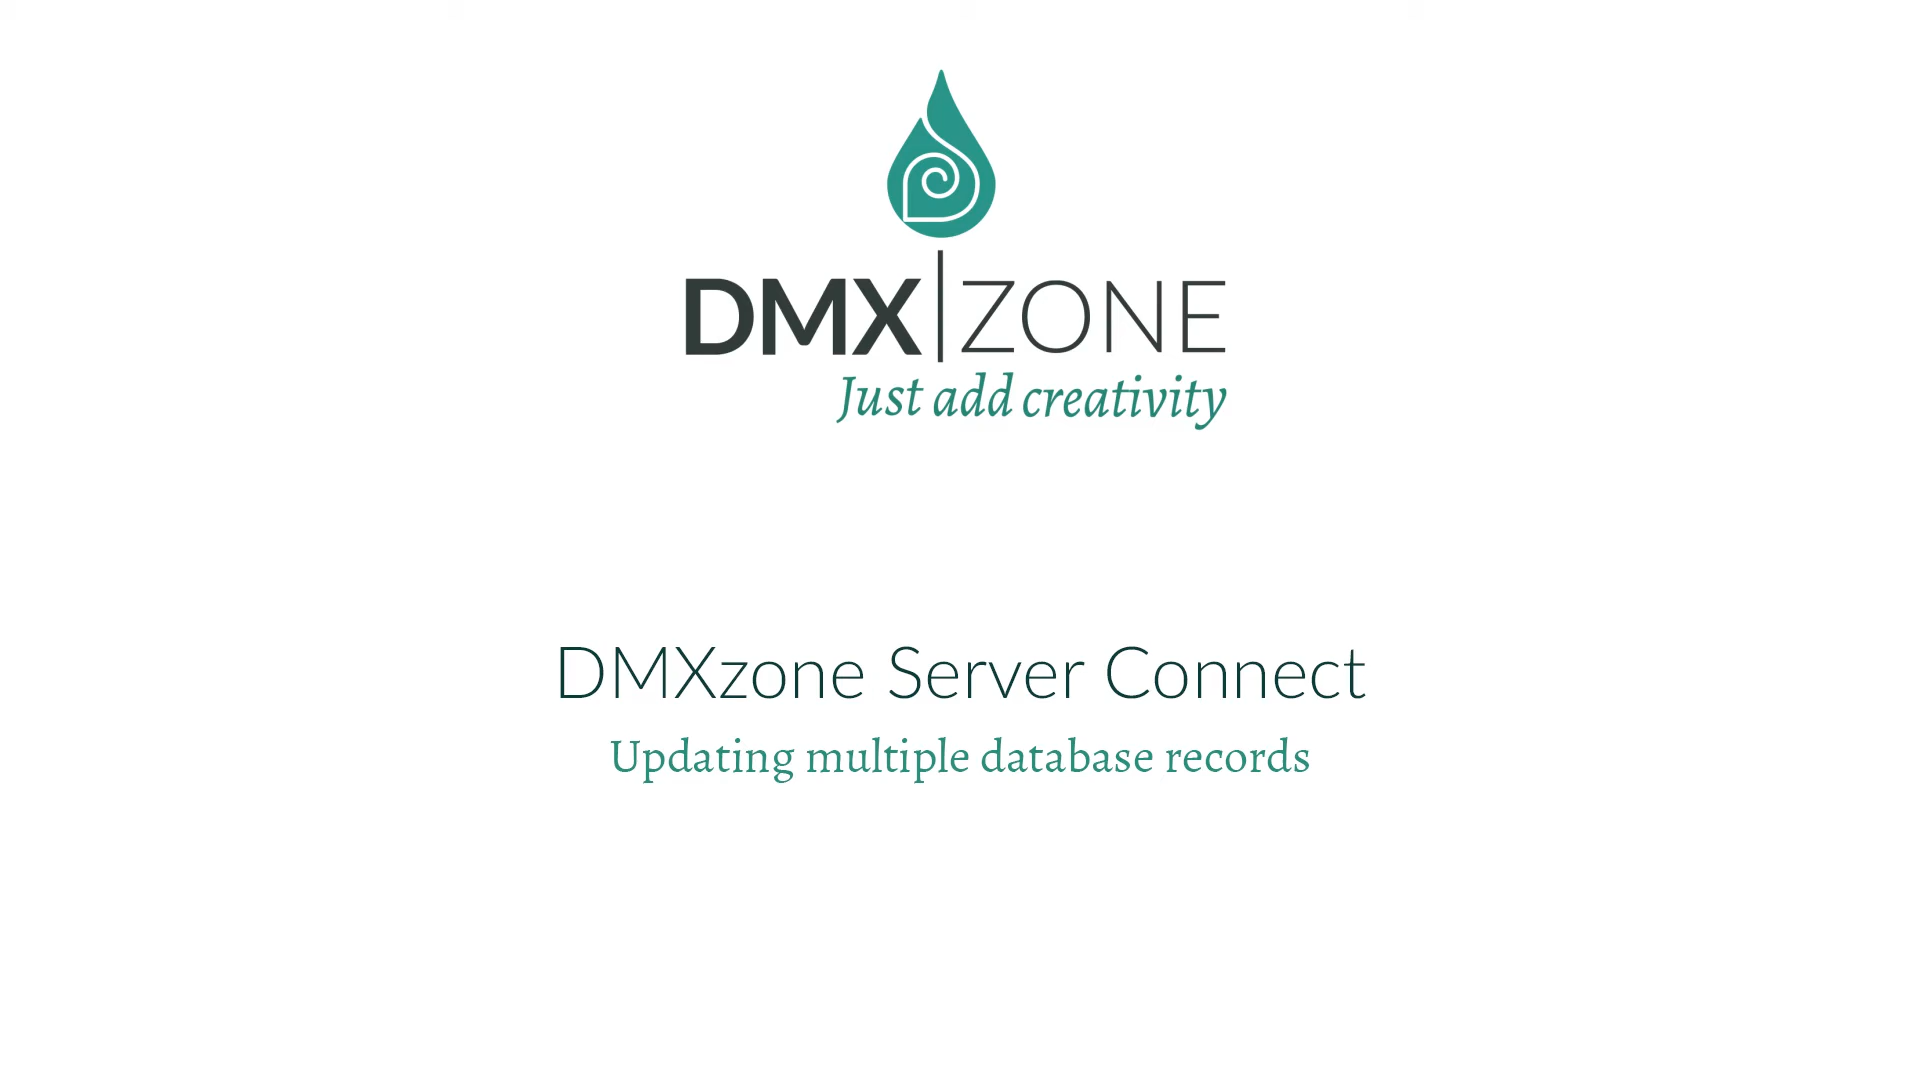 DMX|ZONE
Just add creativity
DMXzone Server Connect
Updating multiple database records